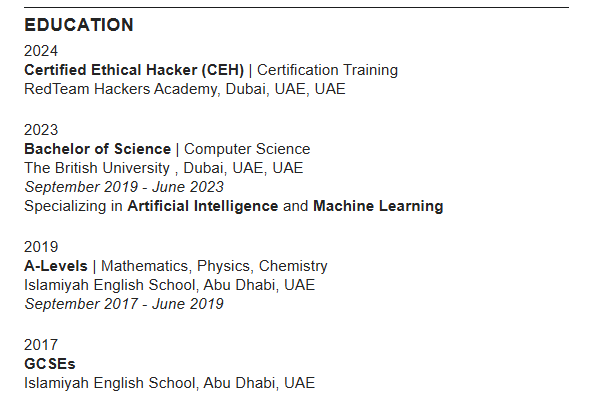 EDUCATION
2024
Certified Ethical Hacker (CEH) | Certification Training
RedTeam Hackers Academy, Dubai, UAE, UAE
2023
Bachelor of Science | Computer Science
The British University , Dubai, UAE, UAE
September 2019 - June 2023
Specializing in Artificial Intelligence and Machine Learning
2019
A-Levels | Mathematics, Physics, Chemistry
Islamiyah English School, Abu Dhabi, UAE
September 2017 - June 2019
2017
GCSEs
Islamiyah English School, Abu Dhabi, UAE